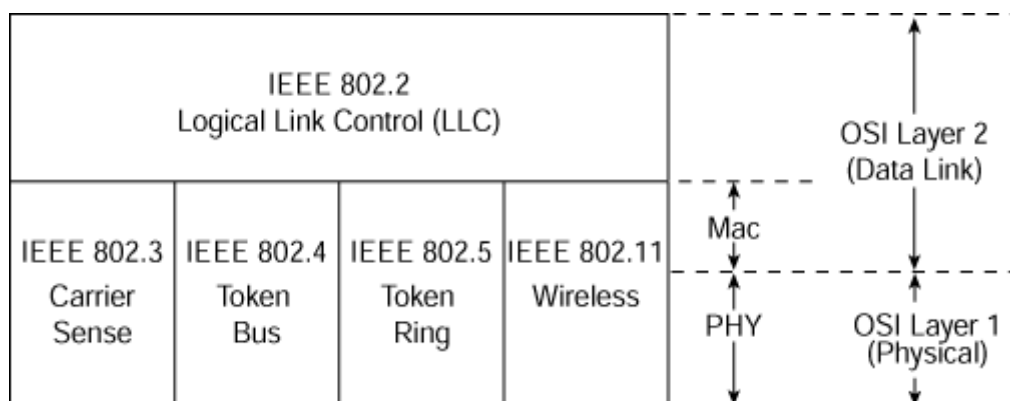 IEEE 802.2
Logical Link Control (LLC)
OSI Layer 2
(Data Link)
IEEE 802.3
Carrier
Sense
IEEE 802.4
Token
Bus
IEEE 802.5
Token
Ring
IEEE 802.11
Wireless
Mac
PHY
OSI Layer 1
(Physical)